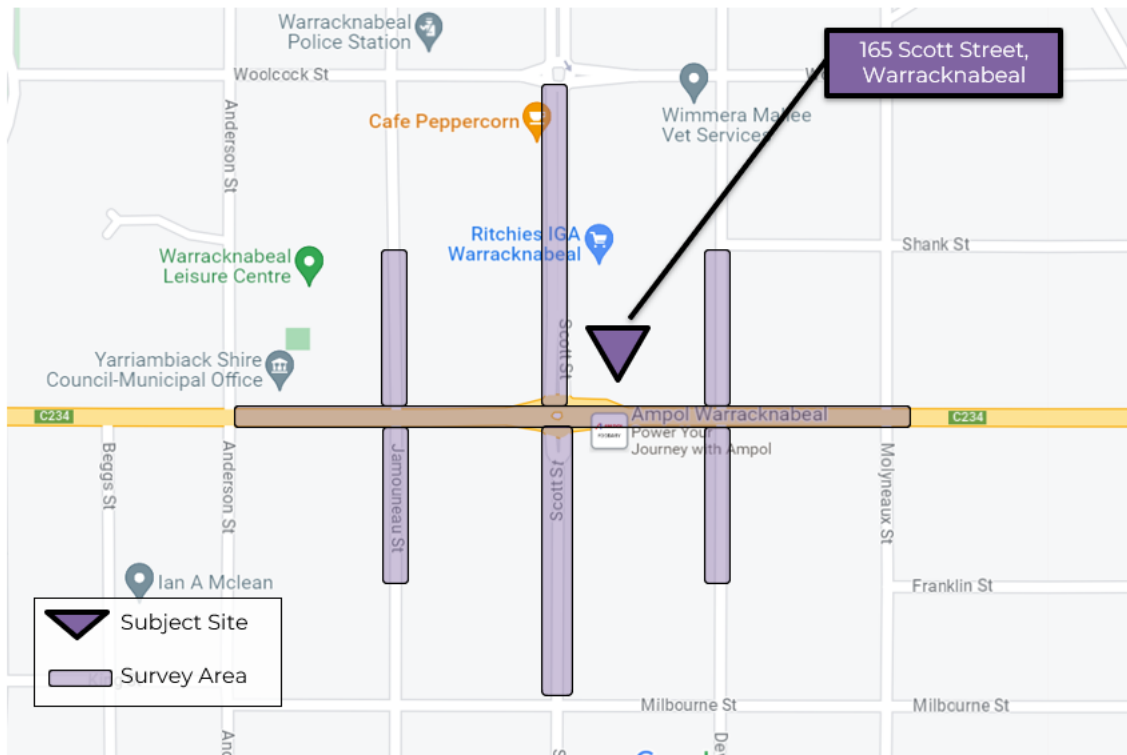 Warracknabeal
Police Station
165 Scott Street,
Warracknabeal
Woolcock St
Wimmera Mallee
Vet Services
Cafe Peppercorn
Anderson St
Ritchies IGA
Warracknabeal
Shank St
Warracknabeal
Leisure Centre
Scott St
Yarriambiack Shire
Council-Municipal Office
C234
C234
Ampol Warracknabeal
Power Your
Journey with Ampol
Beggs St
Anderson St
Jamouneau St
Scott St
Molyneaux St
Ian A Mclean
Franklin St
Subject Site
Survey Area
Milbourne St
Milbourne St